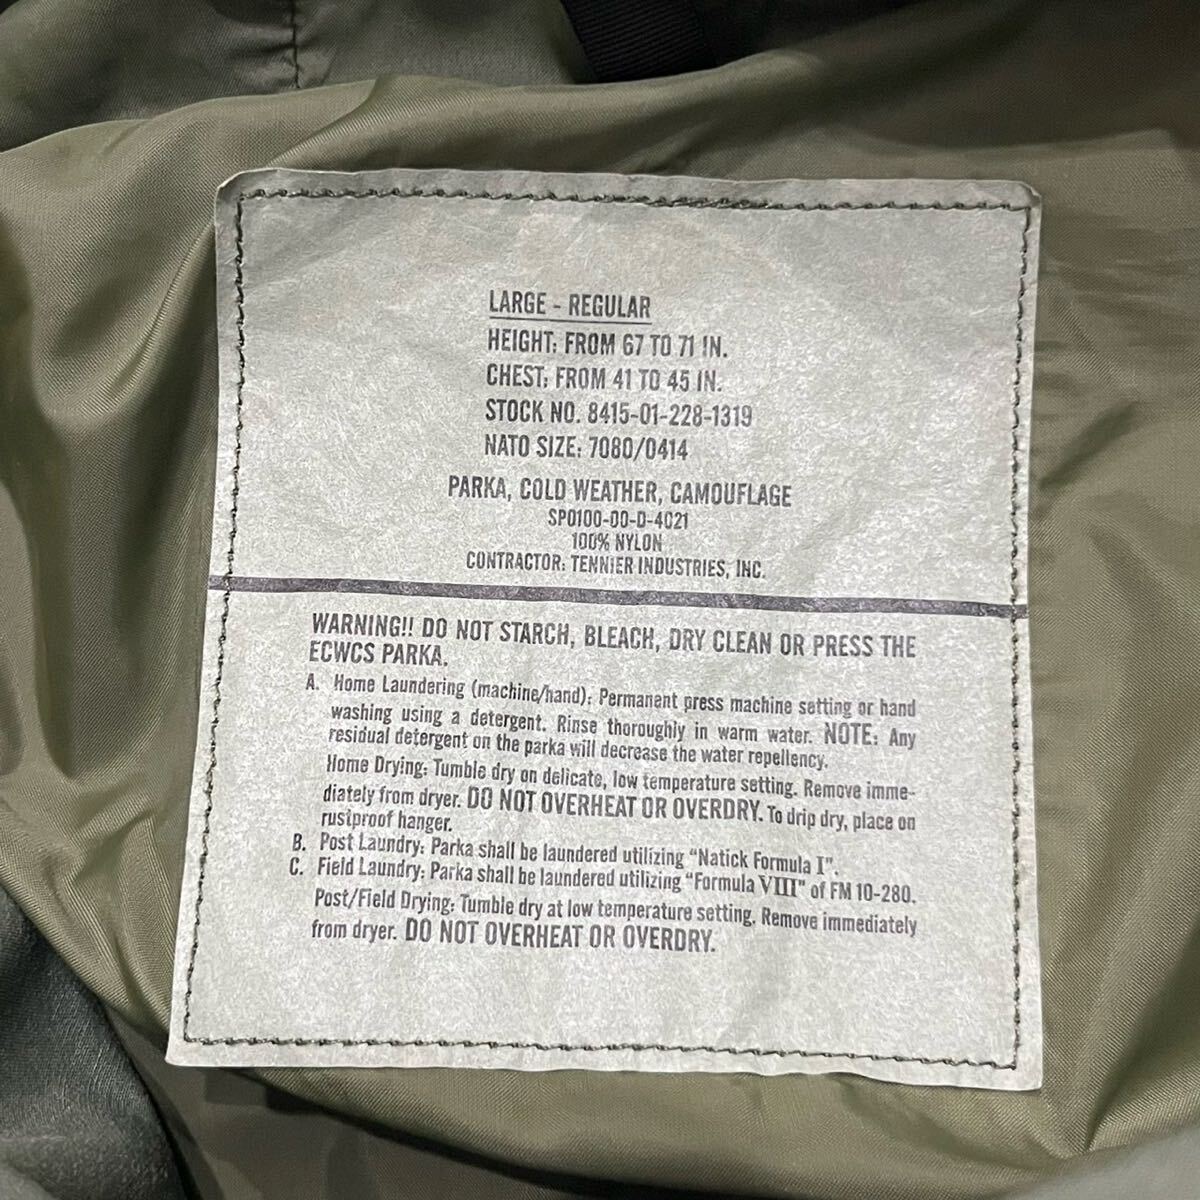 LARGE - REGULAR
HEIGHT: FROM 67 TO 71 IN.
CHEST: FROM 41 TO 45 IN.
STOCK NO. 8415-01-228-1319
NATO SIZE: 7080/0414
PARKA, COLD WEATHER, CAMOUFLAGE
SP0100-00-D-4021
100% NYLON
CONTRACTOR: TENNIER INDUSTRIES, INC.
WARNING!! DO NOT STARCH, BLEACH, DRY CLEAN OR PRESS THE
ECWCS PARKA.
A. Home Laundering (machine/hand): Permanent press machine setting or hand
washing using a detergent. Rinse thoroughly in warm water. NOTE: Any
residual detergent on the parka will decrease the water repellency.
Home Drying: Tumble dry on delicate, low temperature setting. Remove imme-
diately from dryer. DO NOT OVERHEAT OR OVERDRY. To drip dry, place on
rustproof hanger.
B. Post Laundry: Parka shall be laundered utilizing "Natick Formula I".
C. Field Laundry: Parka shall be laundered utilizing "Formula VIII" of FM 10-280.
Post/Field Drying: Tumble dry at low temperature setting. Remove immediately
from dryer. DO NOT OVERHEAT OR OVERDRY.